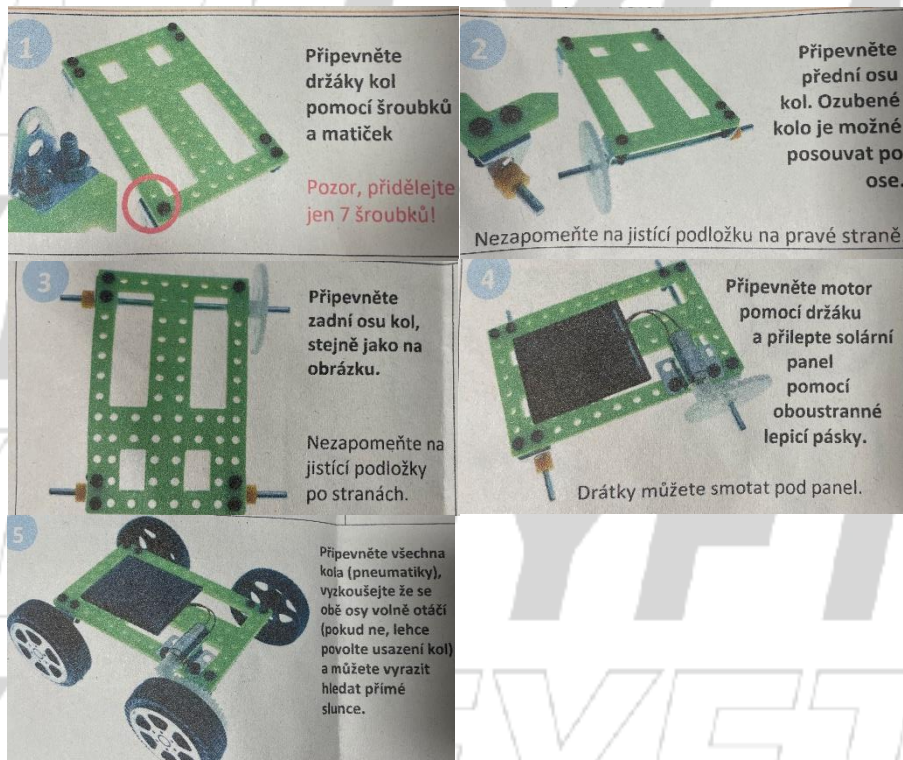 1
Připevněte
držáky kol
pomocí šroubků
a matiček
Pozor, přidělejte
jen 7 šroubků!
2
Připevněte
přední osu
kol. Ozubené
kolo je možné
posouvat po
ose.
Nezapomeňte na jistící podložku na pravé straně
3
Připevněte
zadní osu kol,
stejně jako na
obrázku.
Nezapomeňte na
jistící podložky
po stranách.
4
Připevněte motor
pomocí držáku
a přilepte solární
panel
pomocí
oboustranné
lepicí pásky.
Drátky můžete smotat pod panel.
5
Připevněte všechna
kola (pneumatiky),
vyzkoušejte že se
obě osy volně otáčí
(pokud ne, lehce
povolte usazení kol)
a můžete vyrazit
hledat přímé
slunce.